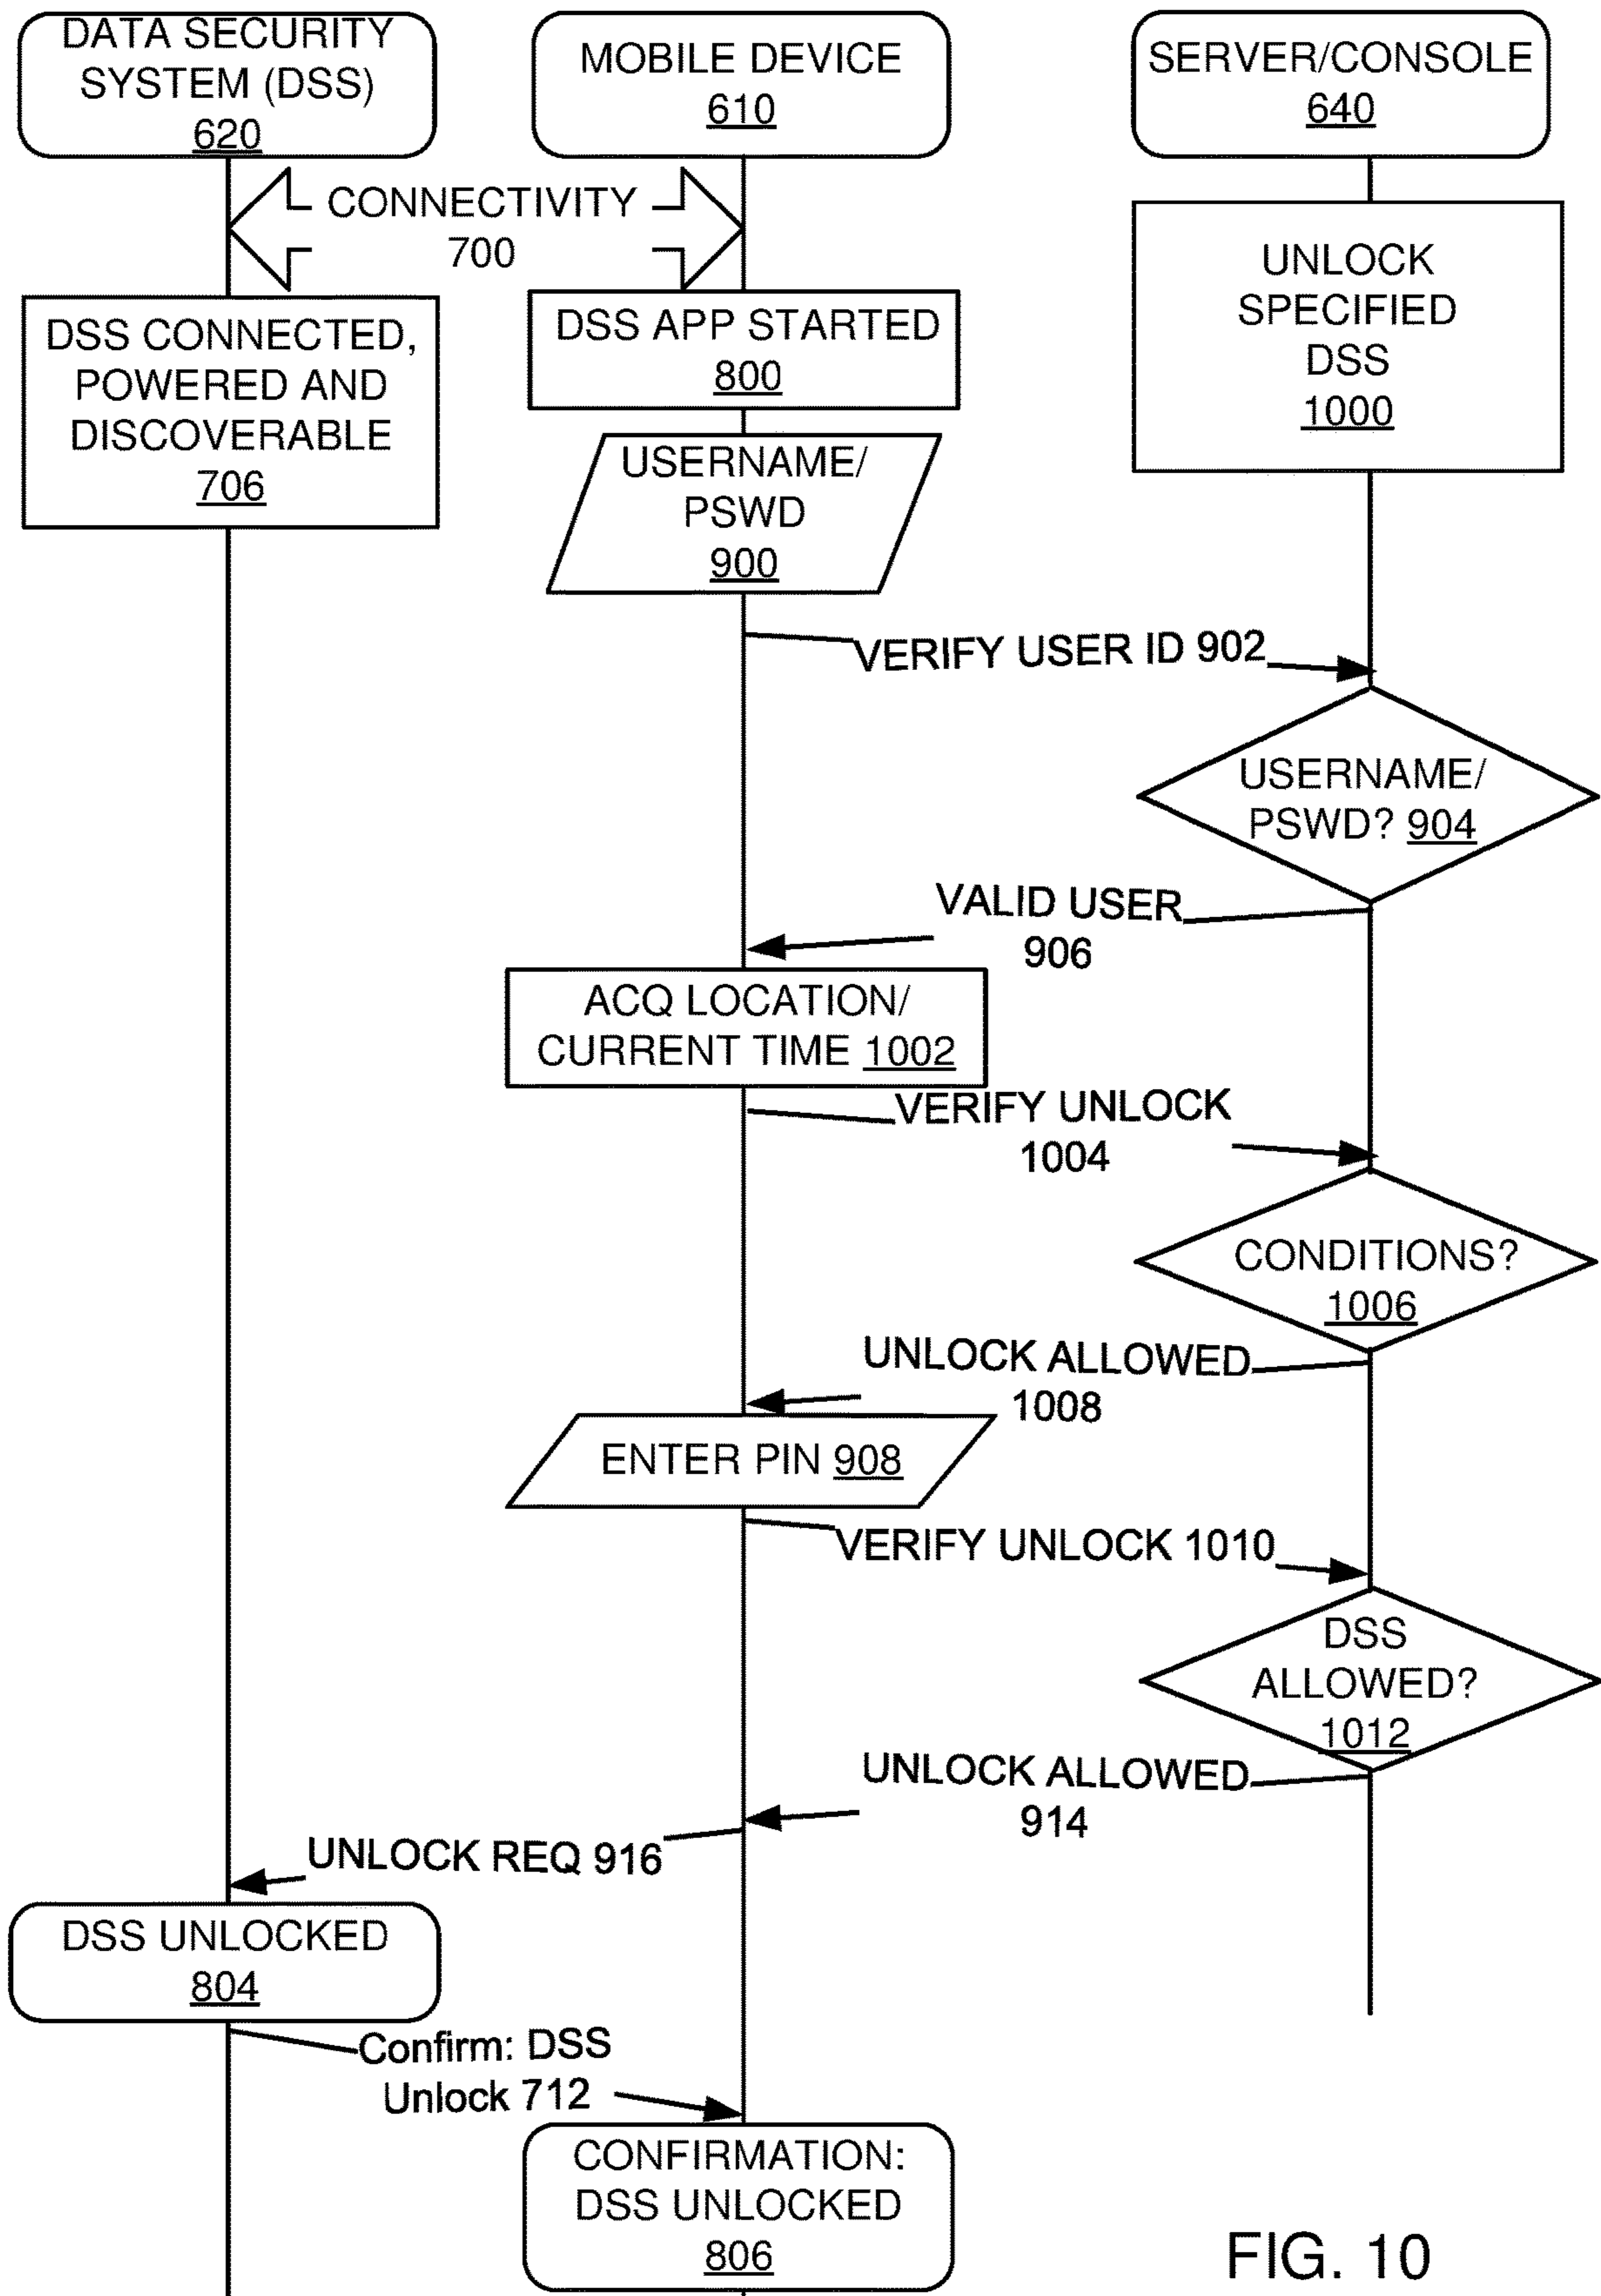 DATA SECURITY
SYSTEM (DSS)
620
MOBILE DEVICE
610
SERVER/CONSOLE
640
CONNECTIVITY
700
UNLOCK
SPECIFIED
DSS
1000
DSS CONNECTED,
POWERED AND
DISCOVERABLE
706
DSS APP STARTED
800
USERNAME/
PSWD
900
VERIFY USER ID 902
USERNAME/
PSWD? 904
VALID USER
906
ACQ LOCATION/
CURRENT TIME 1002
VERIFY UNLOCK
1004
CONDITIONS?
1006
UNLOCK ALLOWED
1008
ENTER PIN 908
VERIFY UNLOCK 1010
DSS
ALLOWED?
1012
UNLOCK ALLOWED
914
UNLOCK REQ 916
DSS UNLOCKED
804
Confirm: DSS
Unlock 712
CONFIRMATION:
DSS UNLOCKED
806
FIG. 10